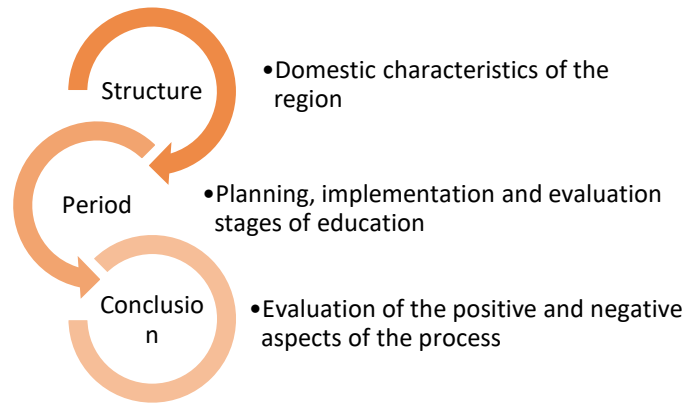 Structure
•Domestic characteristics of the
region
Period
•Planning, implementation and evaluation
stages of education
Conclusio
n
•Evaluation of the positive and negative
aspects of the process